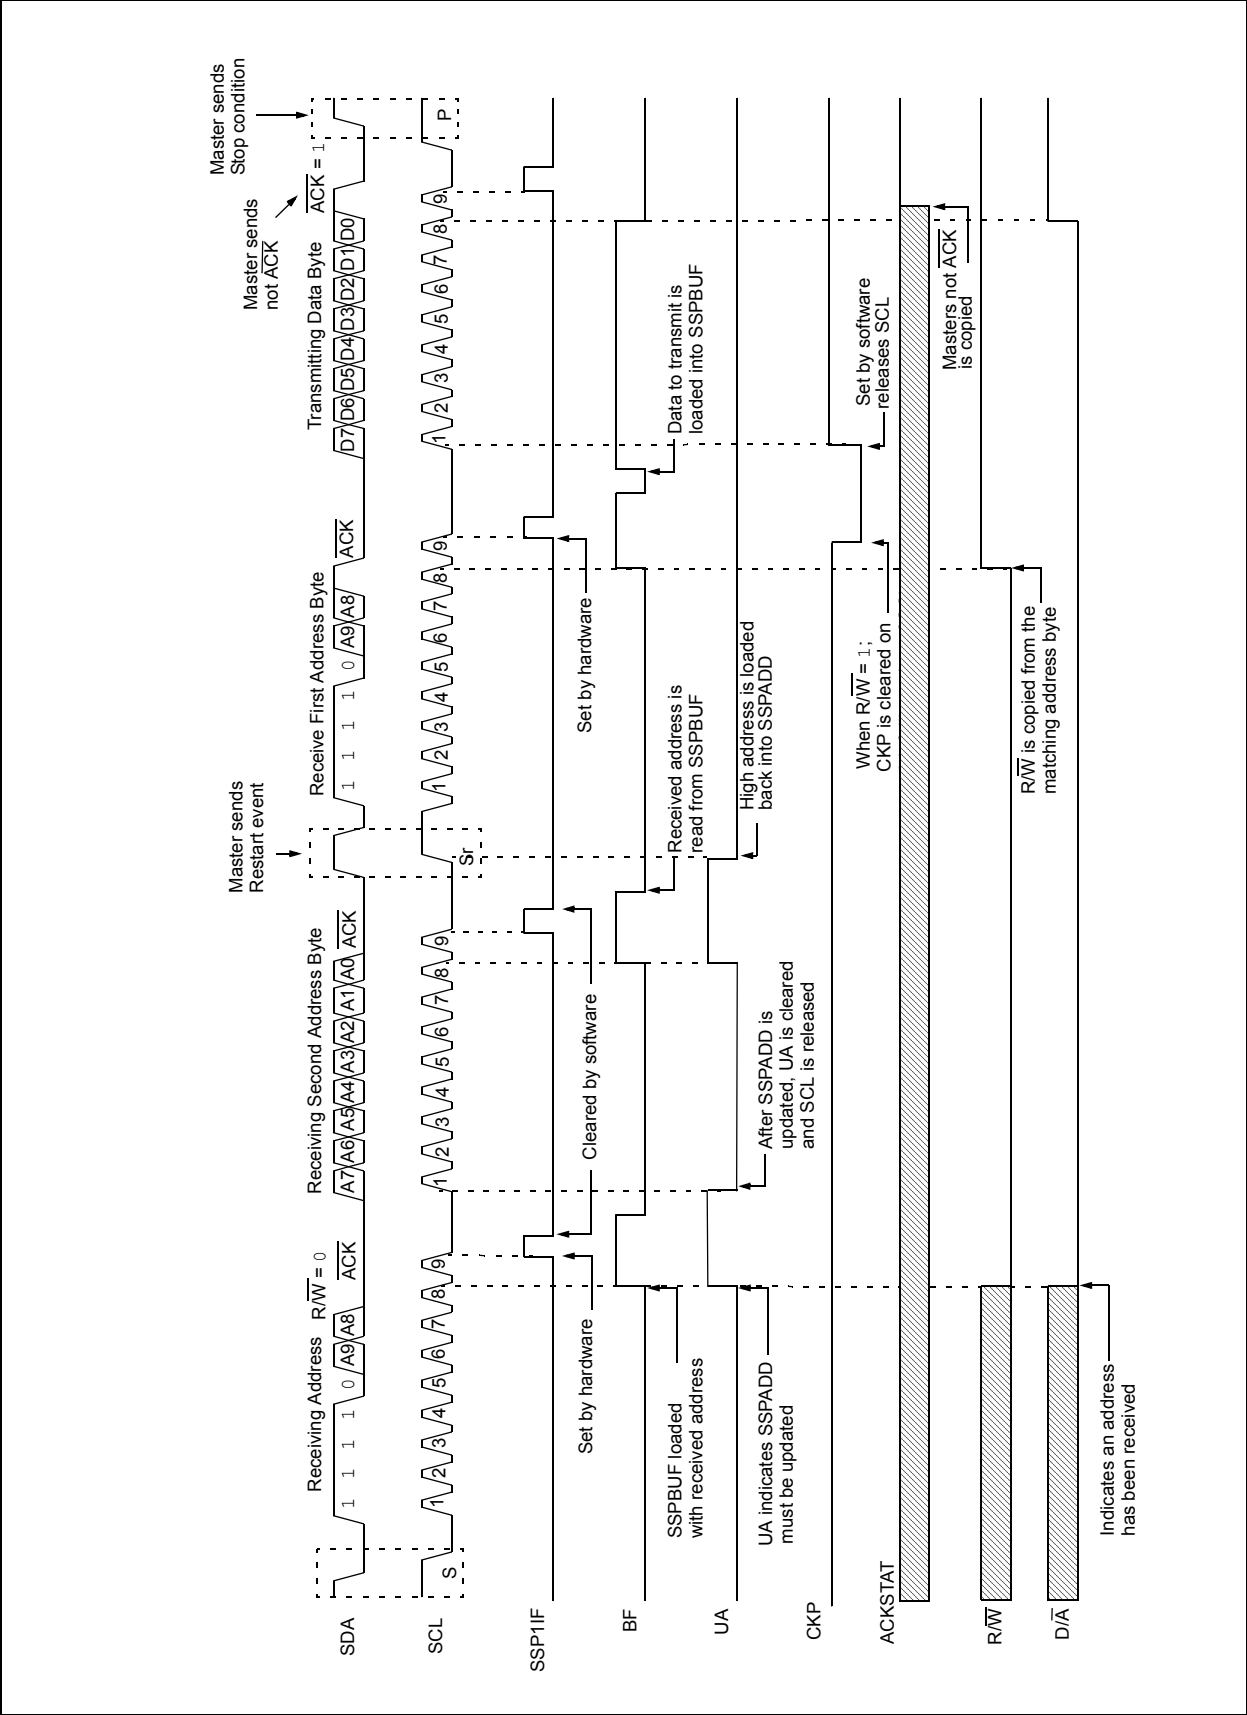 Master sends
Stop condition
Master sends
not ACK
Master sends
Restart event
Receiving Address R/W = 0
Receiving Second Address Byte
Receive First Address Byte
Transmitting Data Byte
ACK = 1
SDA
1 1 1 1 0 A9 A8 ACK
A7 A6 A5 A4 A3 A2 A1 A0 ACK
1 1 1 1 0 A9 A8 ACK
D7 D6 D5 D4 D3 D2 D1 D0
SCL
S
1 2 3 4 5 6 7 8 9
1 2 3 4 5 6 7 8 9
Sr
1 2 3 4 5 6 7 8 9
1 2 3 4 5 6 7 8 9
P
SSP1IF
Set by hardware
Cleared by software
Set by hardware
BF
SSPBUF loaded
with received address
Received address is
read from SSPBUF
Data to transmit is
loaded into SSPBUF
UA
UA indicates SSPADD
must be updated
After SSPADD is
updated, UA is cleared
and SCL is released
High address is loaded
back into SSPADD
CKP
When R/W = 1;
CKP is cleared on
Set by software
releases SCL
ACKSTAT
Masters not ACK
is copied
R/W
R/W is copied from the
matching address byte
D/A
Indicates an address
has been received